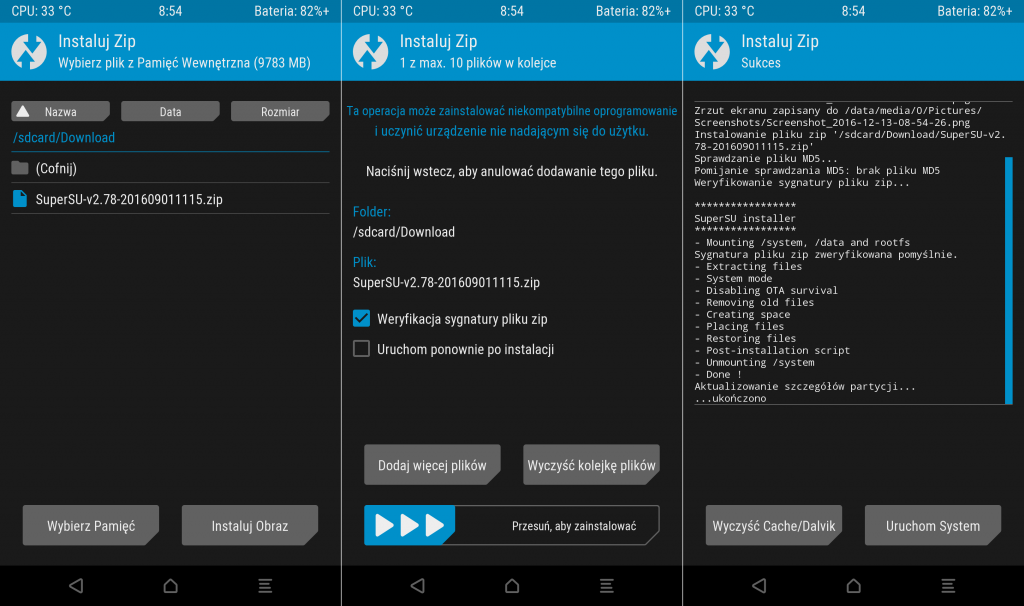 CPU: 33 °C 8:54 Bateria: 82%+
Instaluj Zip
Wybierz plik z Pamięć Wewnętrzna (9783 MB)
Nazwa Data Rozmiar
/sdcard/Download
(Cofnij)
SuperSU-v2.78-201609011115.zip
Wybierz Pamięć Instaluj Obraz
CPU: 33 °C 8:54 Bateria: 82%+
Instaluj Zip
1 z max. 10 plików w kolejce
Ta operacja może zainstalować niekompatybilne oprogramowanie
i uczynić urządzenie nie nadającym się do użytku.
Naciśnij wstecz, aby anulować dodawanie tego pliku.
Folder:
/sdcard/Download
Plik:
SuperSU-v2.78-201609011115.zip
Weryfikacja sygnatury pliku zip
Uruchom ponownie po instalacji
Dodaj więcej plików Wyczyść kolejkę plików
Przesuń, aby zainstalować
CPU: 33 °C 8:54 Bateria: 82%+
Instaluj Zip
Sukces
Zrzut ekranu zapisany do /data/media/0/Pictures/
Screenshots/Screenshot_2016-12-13-08-54-26.png
Instalowanie pliku zip '/sdcard/Download/SuperSU-v2.
78-201609011115.zip'
Sprawdzanie pliku MD5...
Pomijanie sprawdzania MD5: brak pliku MD5
Weryfikowanie sygnatury pliku zip...
*****************
SuperSU installer
*****************
- Mounting /system, /data and rootfs
Sygnatura pliku zip zweryfikowana pomyślnie.
- Extracting files
- System mode
- Disabling OTA survival
- Removing old files
- Creating space
- Placing files
- Restoring files
- Post-installation script
- Unmounting /system
- Done !
Aktualizowanie szczegółów partycji...
...ukończono
Wyczyść Cache/Dalvik Uruchom System